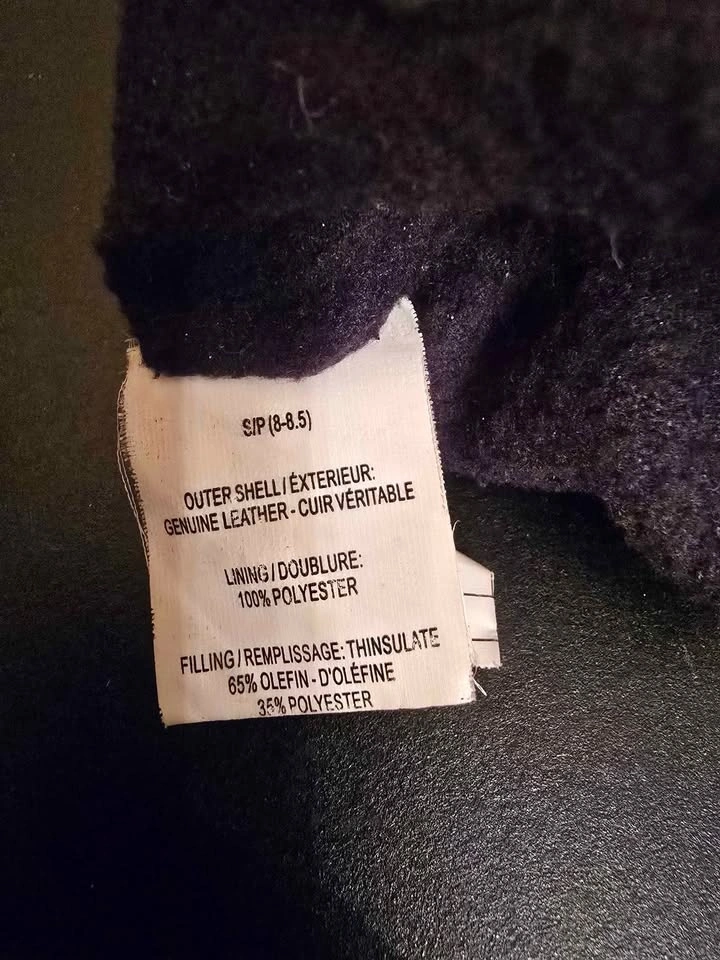 S/P (8-8.5)
OUTER SHELL / ÉXTERIEUR:
GENUINE LEATHER - CUIR VÉRITABLE
LINING / DOUBLURE:
100% POLYESTER
FILLING / REMPLISSAGE: THINSULATE
65% OLEFIN - D'OLÉFINE
35% POLYESTER